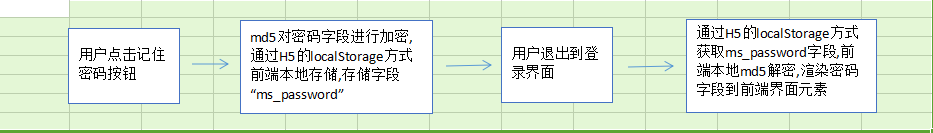 用户点击记住
密码按钮
md5对密码字段进行加密,
通过H5的localStorage方式
前端本地存储,存储字段
“ms_password”
用户退出到登
录界面
通过H5的localStorage方式
获取ms_password字段,前
端本地md5解密,渲染密码
字段到前端界面元素